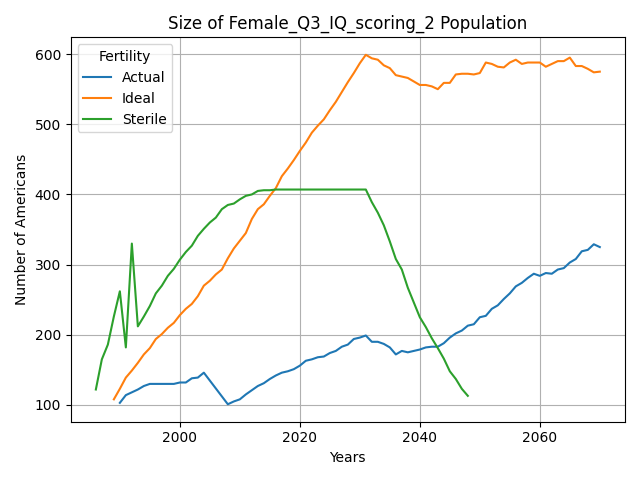 Size of Female_Q3_IQ_scoring_2 Population
Fertility
Actual
Ideal
Sterile
Number of Americans
600
500
400
300
200
100
2000
2020
2040
2060
Years